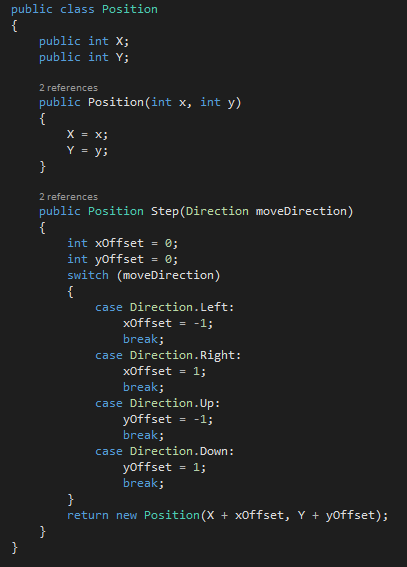 public class Position
{
    public int X;
    public int Y;
    2 references
    public Position(int x, int y)
    {
        X = x;
        Y = y;
    }
    2 references
    public Position Step(Direction moveDirection)
    {
        int xOffset = 0;
        int yOffset = 0;
        switch (moveDirection)
        {
            case Direction.Left:
                xOffset = -1;
                break;
            case Direction.Right:
                xOffset = 1;
                break;
            case Direction.Up:
                yOffset = -1;
                break;
            case Direction.Down:
                yOffset = 1;
                break;
        }
        return new Position(X + xOffset, Y + yOffset);
    }
}